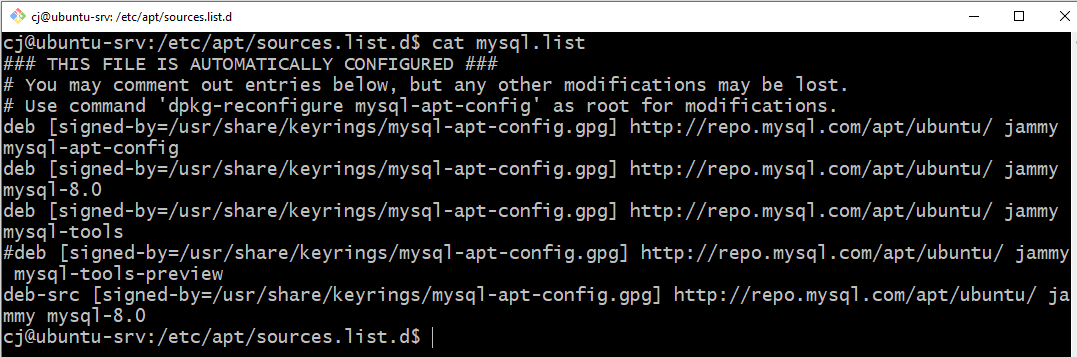 cj@ubuntu-srv: /etc/apt/sources.list.d
cj@ubuntu-srv:/etc/apt/sources.list.d$ cat mysql.list
### THIS FILE IS AUTOMATICALLY CONFIGURED ###
# You may comment out entries below, but any other modifications may be lost.
# Use command 'dpkg-reconfigure mysql-apt-config' as root for modifications.
deb [signed-by=/usr/share/keyrings/mysql-apt-config.gpg] http://repo.mysql.com/apt/ubuntu/ jammy
mysql-apt-config
deb [signed-by=/usr/share/keyrings/mysql-apt-config.gpg] http://repo.mysql.com/apt/ubuntu/ jammy
mysql-8.0
deb [signed-by=/usr/share/keyrings/mysql-apt-config.gpg] http://repo.mysql.com/apt/ubuntu/ jammy
mysql-tools
#deb [signed-by=/usr/share/keyrings/mysql-apt-config.gpg] http://repo.mysql.com/apt/ubuntu/ jammy
 mysql-tools-preview
deb-src [signed-by=/usr/share/keyrings/mysql-apt-config.gpg] http://repo.mysql.com/apt/ubuntu/ ja
mmy mysql-8.0
cj@ubuntu-srv:/etc/apt/sources.list.d$